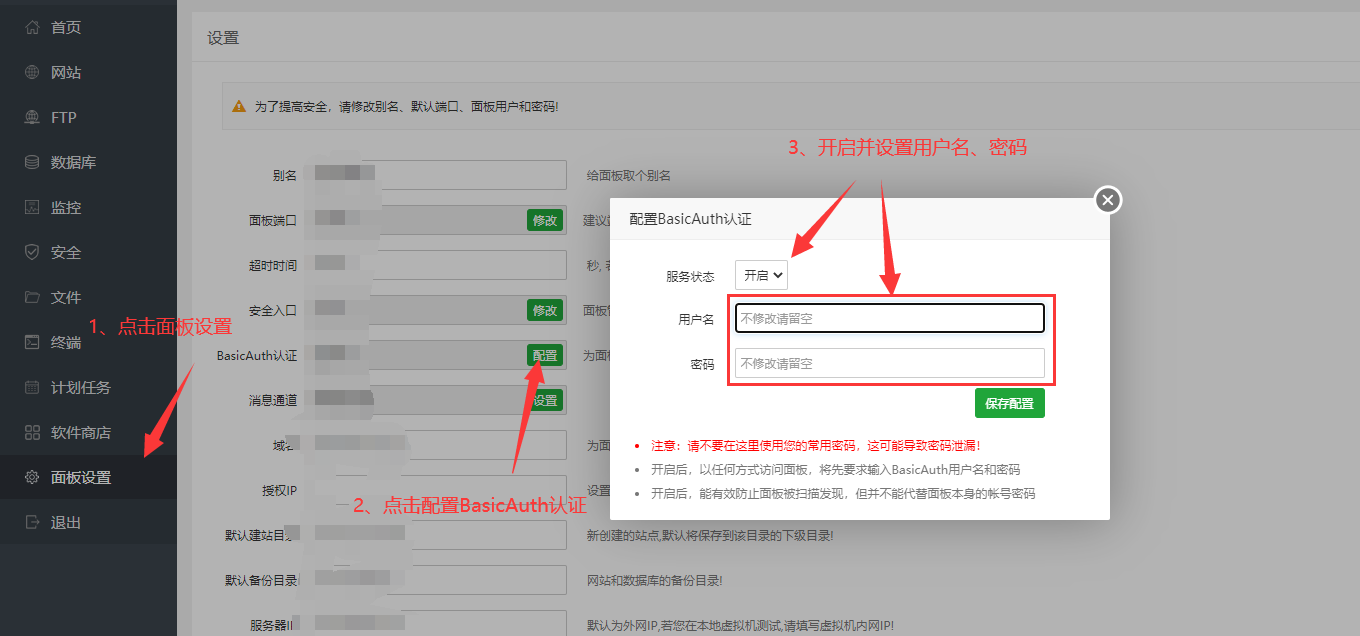 首页
网站
FTP
数据库
监控
安全
文件
终端
计划任务
软件商店
面板设置
退出
设置
为了提高安全，请修改别名、默认端口、面板用户和密码!
别名
给面板取个别名
面板端口
修改
建议
超时时间
秒,
安全入口
修改
面板
BasicAuth认证
配置
为面
消息通道
设置
域名
为面
授权IP
设置
默认建站目录
新创建的站点,默认将保存到该目录的下级目录!
默认备份目录
网站和数据库的备份目录!
服务器IP
默认为外网IP,若您在本地虚拟机测试,请填写虚拟机内网IP!
1、点击面板设置
2、点击配置BasicAuth认证
3、开启并设置用户名、密码
配置BasicAuth认证
服务状态
开启
用户名
不修改请留空
密码
不修改请留空
保存配置
注意：请不要在这里使用您的常用密码，这可能导致密码泄漏！
开启后，以任何方式访问面板，将先要求输入BasicAuth用户名和密码
开启后，能有效防止面板被扫描发现，但并不能代替面板本身的帐号密码